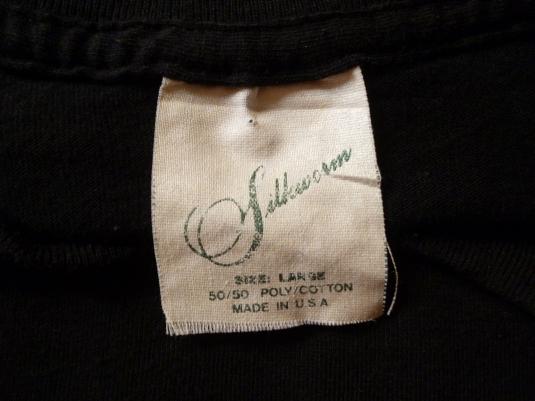 Silkworm
SIZE: LARGE
50/50 POLY/COTTON
MADE IN U.S.A